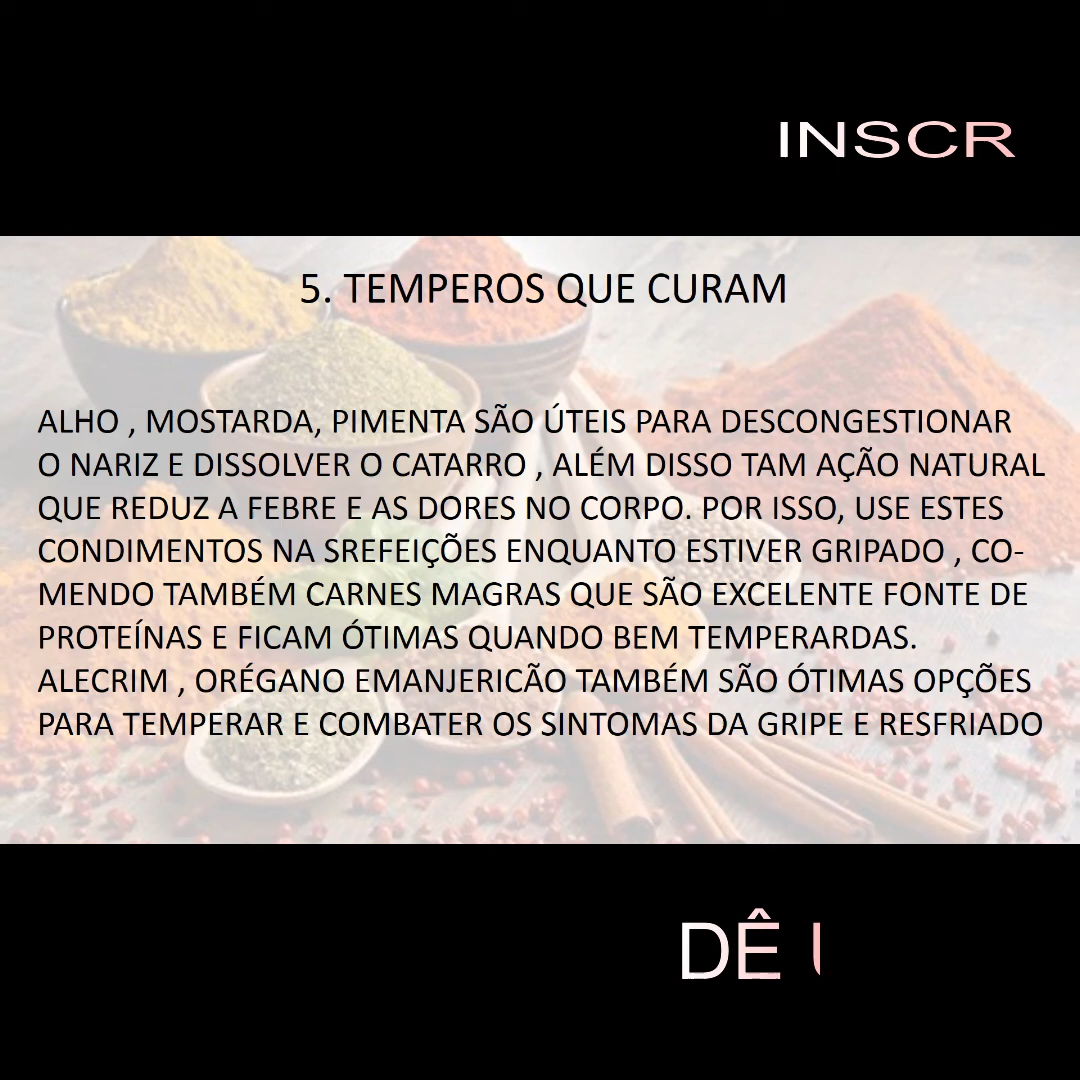 INSCR
5. TEMPEROS QUE CURAM
ALHO , MOSTARDA, PIMENTA SÃO ÚTEIS PARA DESCONGESTIONAR
O NARIZ E DISSOLVER O CATARRO , ALÉM DISSO TAM AÇÃO NATURAL
QUE REDUZ A FEBRE E AS DORES NO CORPO. POR ISSO, USE ESTES
CONDIMENTOS NA SREFEIÇÕES ENQUANTO ESTIVER GRIPADO , CO-
MENDO TAMBÉM CARNES MAGRAS QUE SÃO EXCELENTE FONTE DE
PROTEÍNAS E FICAM ÓTIMAS QUANDO BEM TEMPERARDAS.
ALECRIM , ORÉGANO EMANJERICÃO TAMBÉM SÃO ÓTIMAS OPÇÕES
PARA TEMPERAR E COMBATER OS SINTOMAS DA GRIPE E RESFRIADO
DÊ